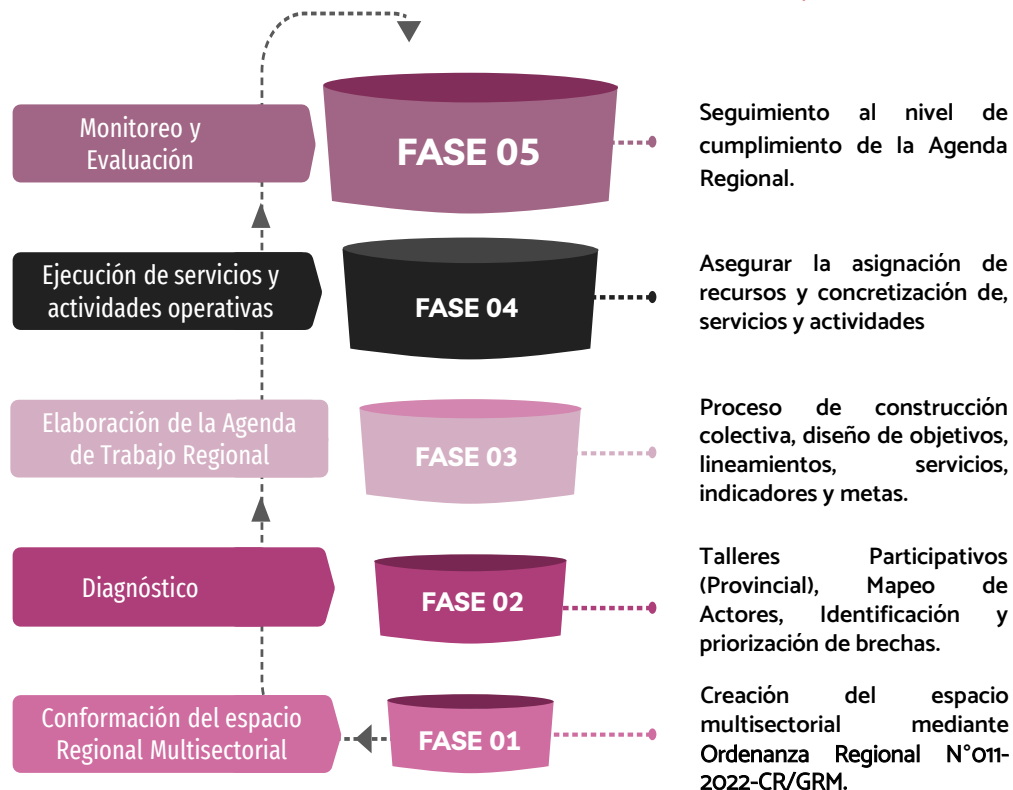 Monitoreo y
Evaluación
FASE 05
Seguimiento al nivel de
cumplimiento de la Agenda
Regional.
Ejecución de servicios y
actividades operativas
FASE 04
Asegurar la asignación de
recursos y concretización de,
servicios y actividades
Elaboración de la Agenda
de Trabajo Regional
FASE 03
Proceso de construcción
colectiva, diseño de objetivos,
lineamientos, servicios,
indicadores y metas.
Diagnóstico
FASE 02
Talleres Participativos
(Provincial), Mapeo de
Actores, Identificación y
priorización de brechas.
Conformación del espacio
Regional Multisectorial
FASE 01
Creación del espacio
multisectorial mediante
Ordenanza Regional N°011-
2022-CR/GRM.